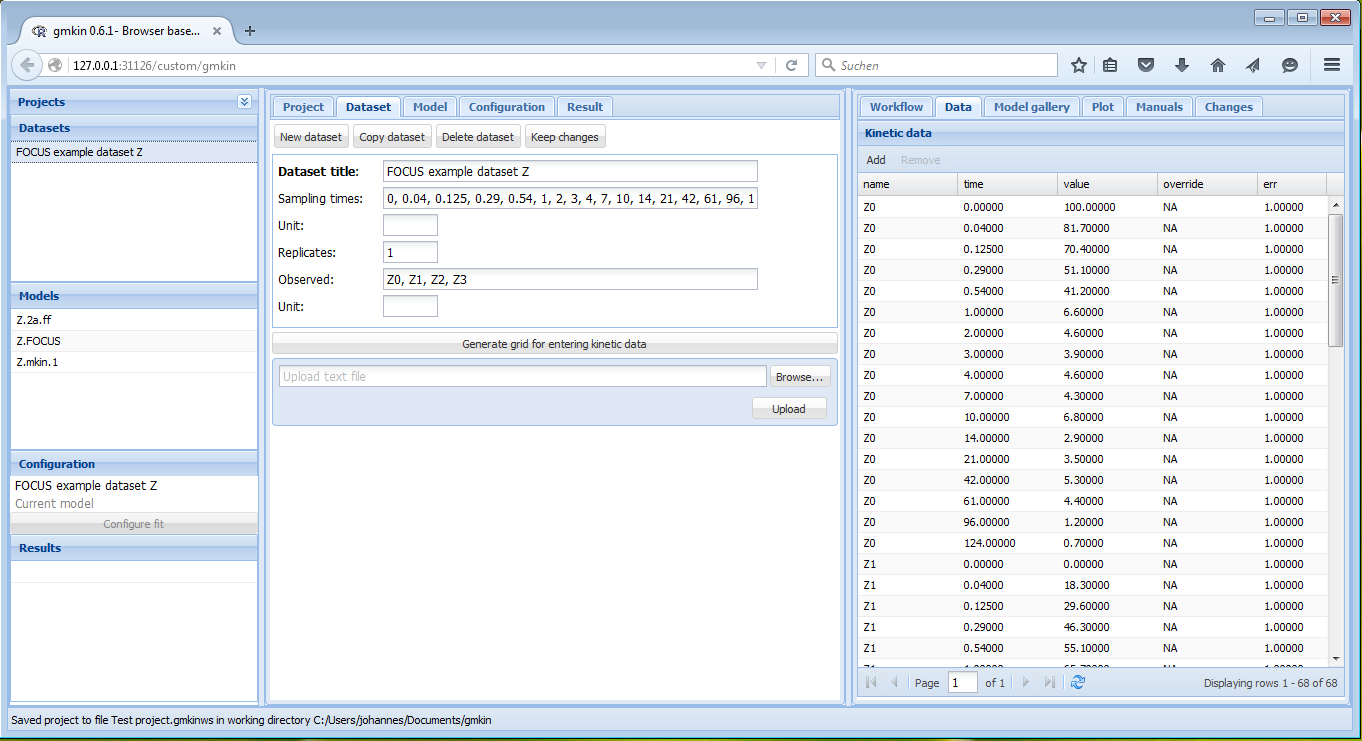 gmkin 0.6.1- Browser base...
127.0.0.1:31126/custom/gmkin
Suchen
Projects
Datasets
FOCUS example dataset Z
Models
Z.2a.ff
Z.FOCUS
Z.mkin.1
Configuration
FOCUS example dataset Z
Current model
Configure fit
Results
Project Dataset Model Configuration Result
New dataset Copy dataset Delete dataset Keep changes
Dataset title: FOCUS example dataset Z
Sampling times: 0, 0.04, 0.125, 0.29, 0.54, 1, 2, 3, 4, 7, 10, 14, 21, 42, 61, 96, 1
Unit:
Replicates: 1
Observed: Z0, Z1, Z2, Z3
Unit:
Generate grid for entering kinetic data
Upload text file Browse...
Upload
Workflow Data Model gallery Plot Manuals Changes
Kinetic data
Add Remove
name time value override err
Z0 0.00000 100.00000 NA 1.00000
Z0 0.04000 81.70000 NA 1.00000
Z0 0.12500 70.40000 NA 1.00000
Z0 0.29000 51.10000 NA 1.00000
Z0 0.54000 41.20000 NA 1.00000
Z0 1.00000 6.60000 NA 1.00000
Z0 2.00000 4.60000 NA 1.00000
Z0 3.00000 3.90000 NA 1.00000
Z0 4.00000 4.60000 NA 1.00000
Z0 7.00000 4.30000 NA 1.00000
Z0 10.00000 6.80000 NA 1.00000
Z0 14.00000 2.90000 NA 1.00000
Z0 21.00000 3.50000 NA 1.00000
Z0 42.00000 5.30000 NA 1.00000
Z0 61.00000 4.40000 NA 1.00000
Z0 96.00000 1.20000 NA 1.00000
Z0 124.00000 0.70000 NA 1.00000
Z1 0.00000 0.00000 NA 1.00000
Z1 0.04000 18.30000 NA 1.00000
Z1 0.12500 29.60000 NA 1.00000
Z1 0.29000 46.30000 NA 1.00000
Z1 0.54000 55.10000 NA 1.00000
Page 1 of 1 Displaying rows 1 - 68 of 68
Saved project to file Test project.gmkinws in working directory C:/Users/johannes/Documents/gmkin